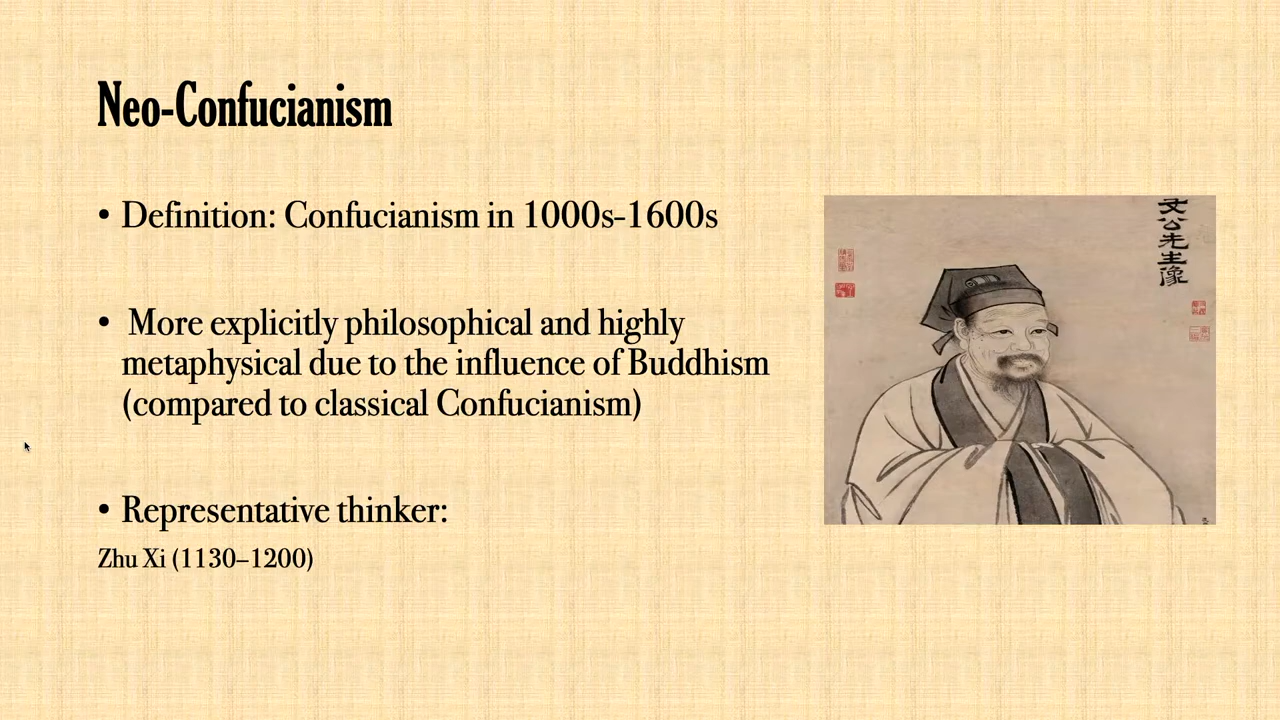 Neo-Confucianism
• Definition: Confucianism in 1000s-1600s
• More explicitly philosophical and highly
metaphysical due to the influence of Buddhism
(compared to classical Confucianism)
• Representative thinker:
Zhu Xi (1130–1200)
文公先生像